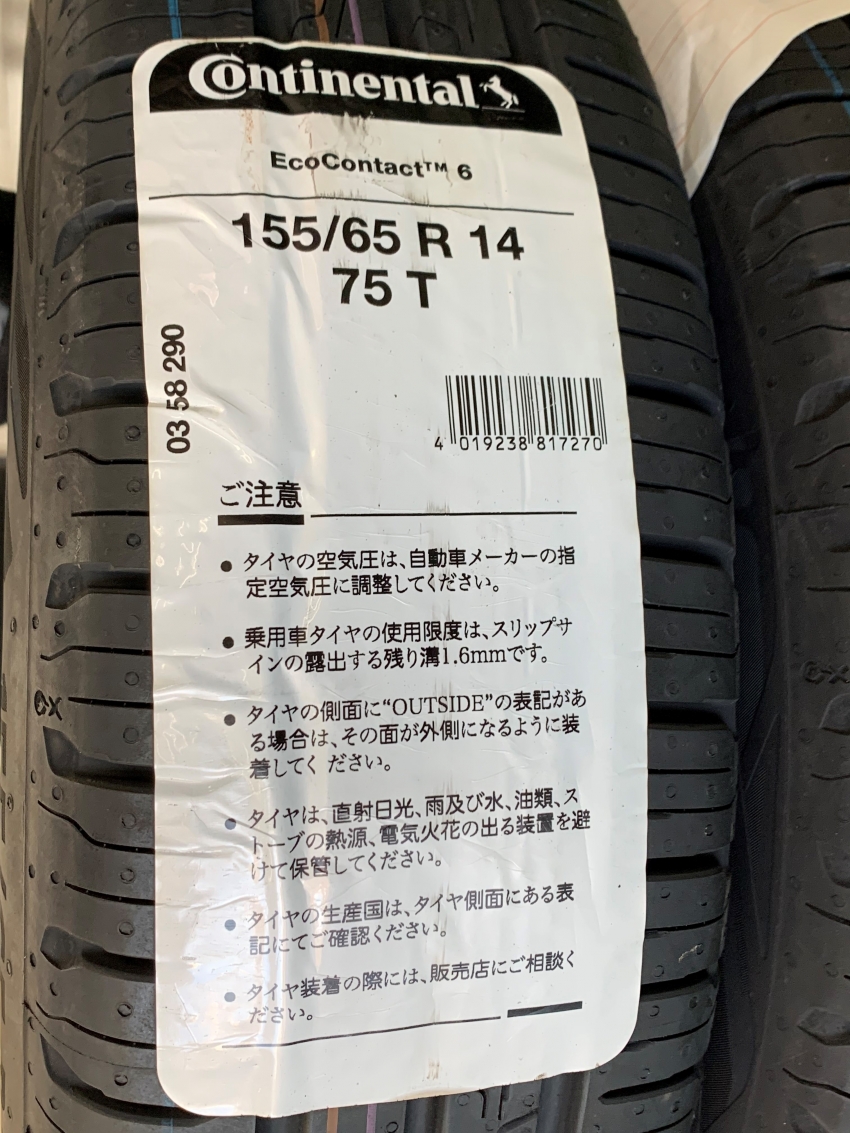 Continental
EcoContact™ 6
155/65 R 14
75 T
03 58 290
4 019238 817270
ご注意
● タイヤの空気圧は、自動車メーカーの指
定空気圧に調整してください。
● 乗用車タイヤの使用限度は、スリップサ
インの露出する残り溝1.6mmです。
● タイヤの側面に“OUTSIDE”の表記があ
る場合は、その面が外側になるように装
着してく ださい。
● タイヤは、直射日光、雨及び水、油類、ス
トーブの熱源、電気火花の出る装置を避
けて保管してください。
● タイヤの生産国は、タイヤ側面にある表
記にてご確認ください。
● タイヤ装着の際には、販売店にご相談く
ださい。
CX